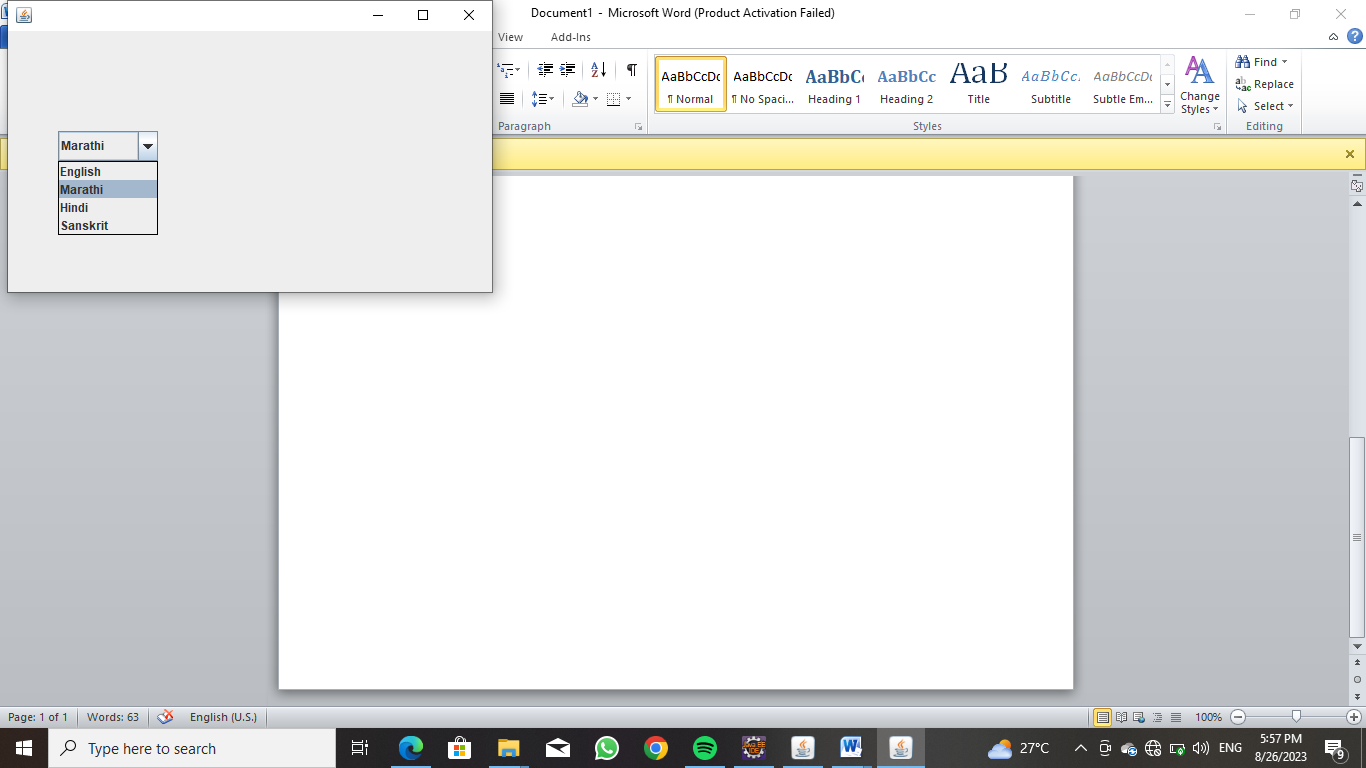 Document1 - Microsoft Word (Product Activation Failed)
View Add-Ins
Marathi
English
Marathi
Hindi
Sanskrit
AaBbCcDc AaBbCcDc AaBbCc AaBbCc AaB AaBbCc. AaBbCcDc
¶ Normal ¶ No Spaci... Heading 1 Heading 2 Title Subtitle Subtle Em...
Change Styles
Find
Replace
Select
Paragraph Styles Editing
Page: 1 of 1 Words: 63 English (U.S.) 100%
Type here to search
27°C ENG
5:57 PM
8/26/2023
9